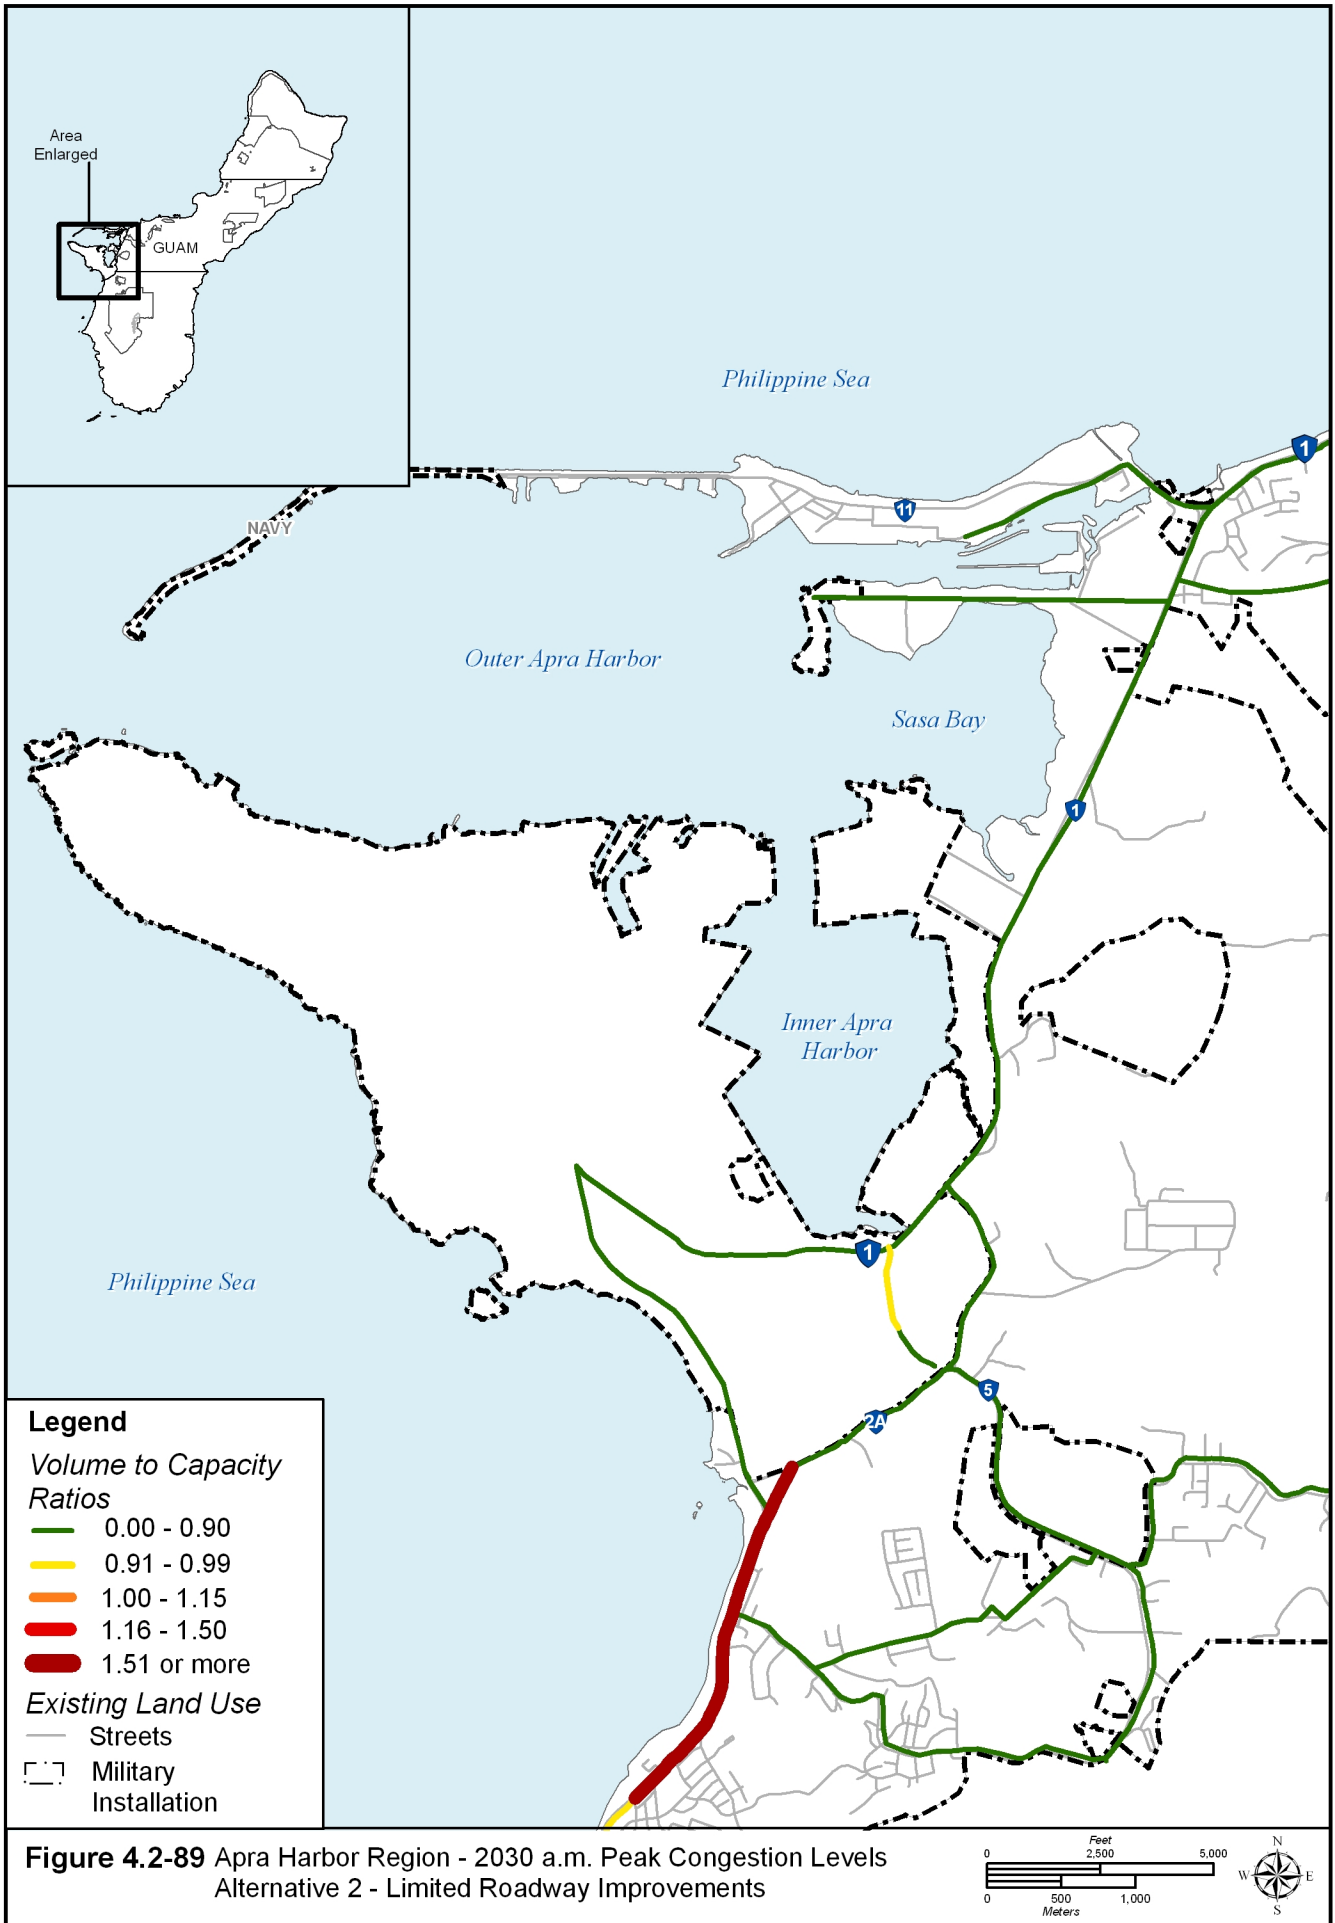 Area
Enlarged
GUAM
Philippine Sea
1
NAVY
11
Outer Apra Harbor
Sasa Bay
1
Inner Apra
Harbor
1
Philippine Sea
5
2A
Legend
Volume to Capacity
Ratios
0.00 - 0.90
0.91 - 0.99
1.00 - 1.15
1.16 - 1.50
1.51 or more
Existing Land Use
Streets
Military
Installation
Figure 4.2-89 Apra Harbor Region - 2030 a.m. Peak Congestion Levels
Alternative 2 - Limited Roadway Improvements
Feet
0 2,500 5,000
0 500 1,000
Meters
N
W E
S